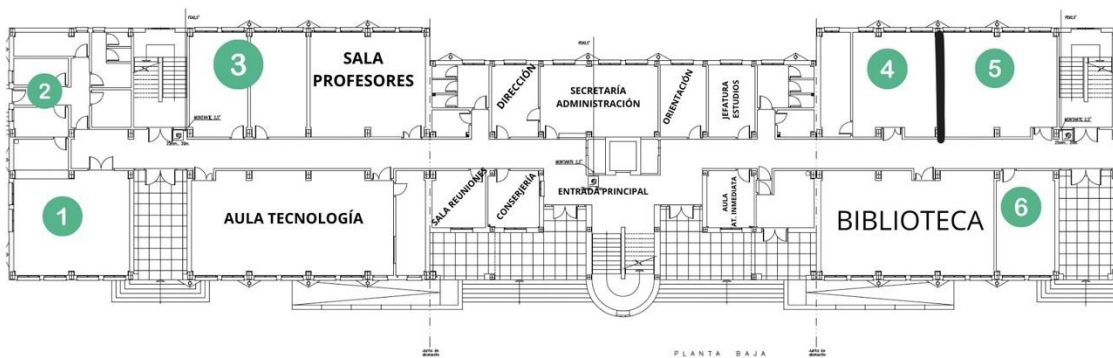 3
SALA
PROFESORES
DIRECCIÓN
SECRETARÍA
ADMINISTRACIÓN
ORIENTACIÓN
JEFATURA
ESTUDIOS
4
5
2
1
AULA TECNOLOGÍA
SALA REUNIONES
CONSERJERÍA
ENTRADA PRINCIPAL
AULA
AT. INMEDIATA
BIBLIOTECA
6
PLANTA BAJA